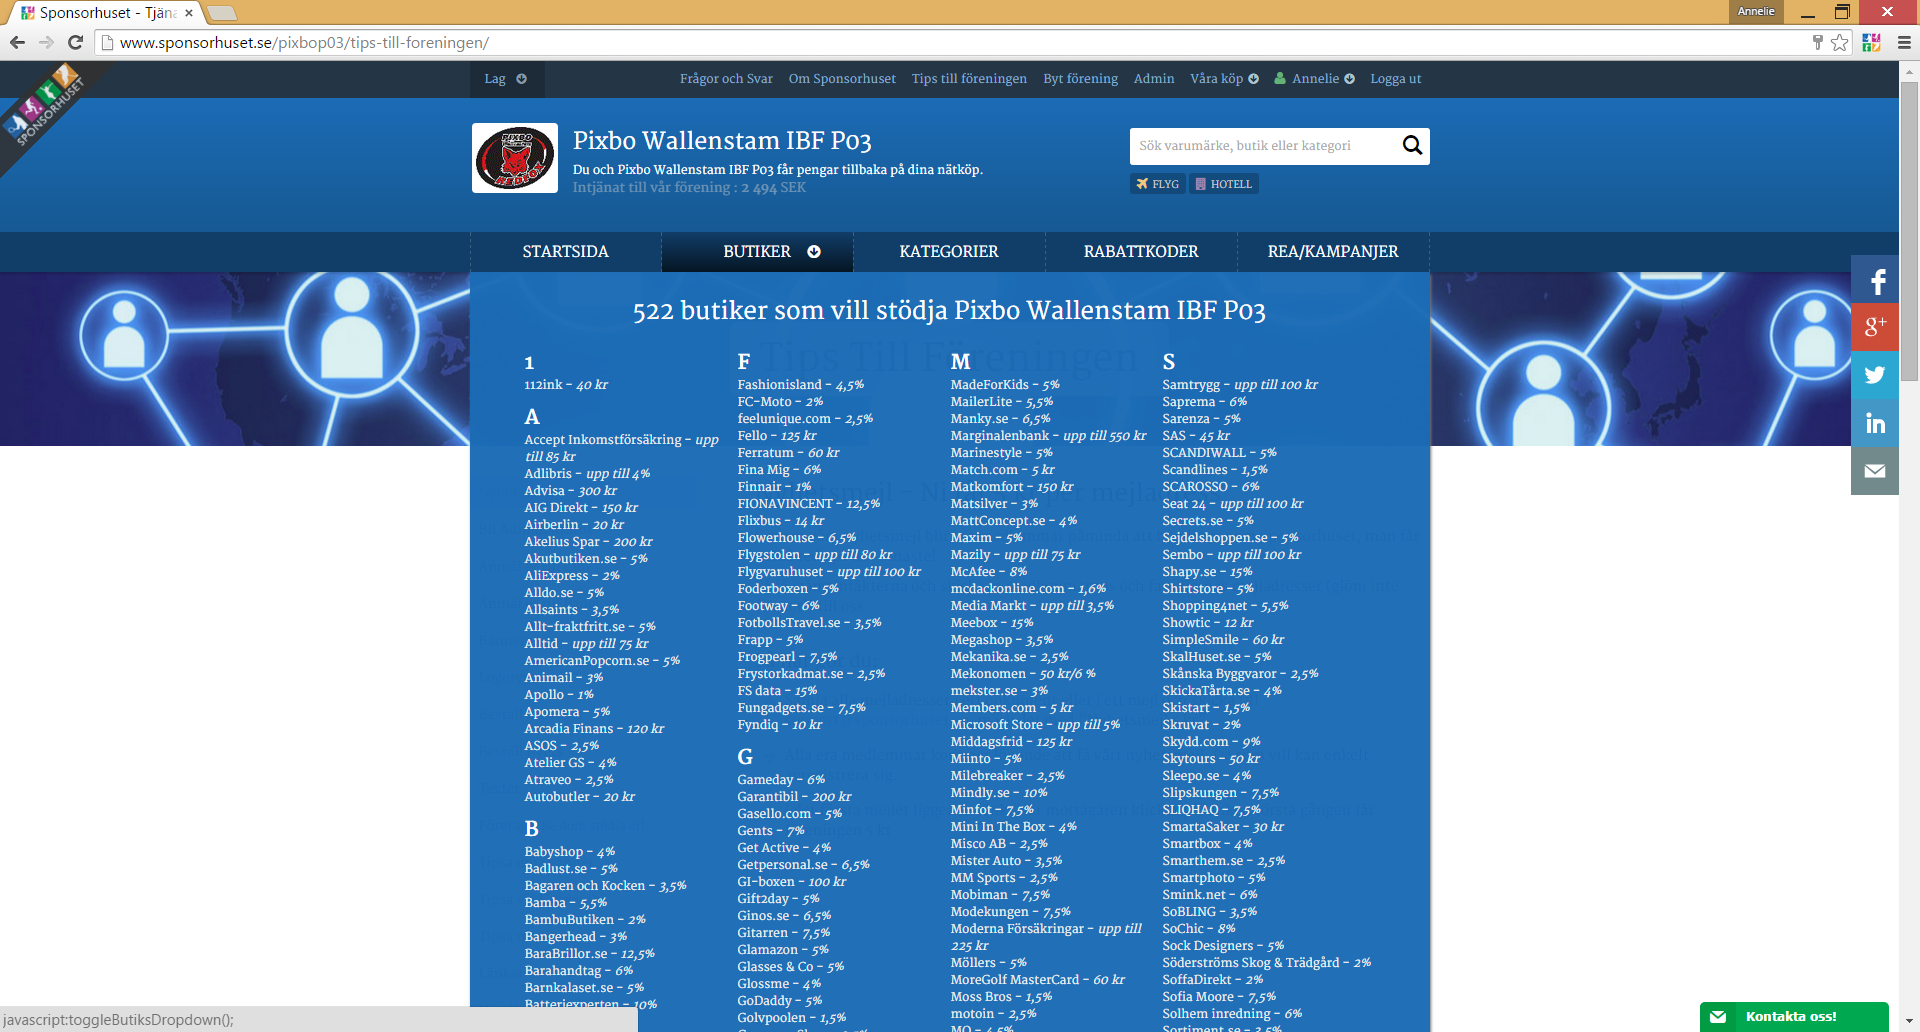 Sponsorhuset - Tjäna
Annelie
www.sponsorhuset.se/pixbop03/tips-till-foreningen/
SPONSORHUSET
Lag
Frågor och Svar
Om Sponsorhuset
Tips till föreningen
Byt förening
Admin
Våra köp
Annelie
Logga ut
PIXBO
Pixbo Wallenstam IBF P03
Du och Pixbo Wallenstam IBF P03 får pengar tillbaka på dina nätköp.
Intjänat till vår förening : 2 494 SEK
Sök varumärke, butik eller kategori
FLYG
HOTELL
STARTSIDA
BUTIKER
KATEGORIER
RABATTKODER
REA/KAMPANJER
522 butiker som vill stödja Pixbo Wallenstam IBF P03
Tips Till Föreningen
1
112ink - 40 kr
A
Accept Inkomstförsäkring - upp
till 85 kr
Adlibris - upp till 4%
Advisa - 300 kr
AIG Direkt - 150 kr
Airberlin - 20 kr
Akelius Spar - 200 kr
Akutbutiken.se - 5%
AliExpress - 2%
Alldo.se - 5%
Allsaints - 3,5%
Allt-fraktfritt.se - 5%
Alltid - upp till 75 kr
AmericanPopcorn.se - 5%
Animail - 3%
Apollo - 1%
Apomera - 5%
Arcadia Finans - 120 kr
ASOS - 2,5%
Atelier GS - 4%
Atraveo - 2,5%
Autobutler - 20 kr
B
Babyshop - 4%
Badlust.se - 5%
Bagaren och Kocken - 3,5%
Bamba - 5,5%
BambuButiken - 2%
Bangerhead - 3%
BaraBrillor.se - 12,5%
Barahandtag - 6%
Barnkalaset.se - 5%
Batteriexperten - 10%
F
Fashionisland - 4,5%
FC-Moto - 2%
feelunique.com - 2,5%
Fello - 125 kr
Ferratum - 60 kr
Fina Mig - 6%
Finnair - 1%
FIONAVINCENT - 12,5%
Flixbus - 14 kr
Flowerhouse - 6,5%
Flygstolen - upp till 80 kr
Flygvaruhuset - upp till 100 kr
Foderboxen - 5%
Footway - 6%
FotbollsTravel.se - 3,5%
Frapp - 5%
Frogpearl - 7,5%
Frystorkadmat.se - 2,5%
FS data - 15%
Fungadgets.se - 7,5%
Fyndiq - 10 kr
G
Gameday - 6%
Garantibil - 200 kr
Gasello.com - 5%
Gents - 7%
Get Active - 4%
Getpersonal.se - 6,5%
GI-boxen - 100 kr
Gift2day - 5%
Ginos.se - 6,5%
Gitarren - 7,5%
Glamazon - 5%
Glasses & Co - 5%
Glossme - 4%
GoDaddy - 5%
Golvpoolen - 1,5%
M
MadeForKids - 5%
MailerLite - 5,5%
Manky.se - 6,5%
Marginalenbank - upp till 550 kr
Marinestyle - 5%
Match.com - 5 kr
Matkomfort - 150 kr
Matsilver - 3%
MattConcept.se - 4%
Maxim - 5%
Mazily - upp till 75 kr
McAfee - 8%
mcdackonline.com - 1,6%
Media Markt - upp till 3,5%
Meebox - 15%
Megashop - 3,5%
Mekanika.se - 2,5%
Mekonomen - 50 kr/6 %
mekster.se - 3%
Members.com - 5 kr
Microsoft Store - upp till 5%
Middagsfrid - 125 kr
Miinto - 5%
Milebreaker - 2,5%
Mindly.se - 10%
Minfot - 7,5%
Mini In The Box - 4%
Misco AB - 2,5%
Mister Auto - 3,5%
MM Sports - 2,5%
Mobiman - 7,5%
Modekungen - 7,5%
Moderna Försäkringar - upp till
225 kr
Möllers - 5%
MoreGolf MasterCard - 60 kr
Moss Bros - 1,5%
motoin - 2,5%
MQ - 4,5%
S
Samtrygg - upp till 100 kr
Saprema - 6%
Sarenza - 5%
SAS - 45 kr
SCANDIWALL - 5%
Scandlines - 1,5%
SCAROSSO - 6%
Seat 24 - upp till 100 kr
Secrets.se - 5%
Sejdelshoppen.se - 5%
Sembo - upp till 100 kr
Shapy.se - 15%
Shirtstore - 5%
Shopping4net - 5,5%
Showtic - 12 kr
SimpleSmile - 60 kr
SkalHuset.se - 5%
Skånska Byggvaror - 2,5%
SkickaTårta.se - 4%
Skistart - 1,5%
Skruvat - 2%
Skydd.com - 9%
Skytours - 50 kr
Sleepo.se - 4%
Slipskungen - 7,5%
SLIQHAQ - 7,5%
SmartaSaker - 30 kr
Smartbox - 4%
Smarthem.se - 2,5%
Smartphoto - 5%
Smink.net - 6%
SoBLING - 3,5%
SoChic - 8%
Sock Designers - 5%
Söderströms Skog & Trädgård - 2%
SoffaDirekt - 2%
Sofia Moore - 7,5%
Solhem inredning - 6%
Sortiment.se - 3,5%
javascript:toggleButiksDropdown();
Kontakta oss!